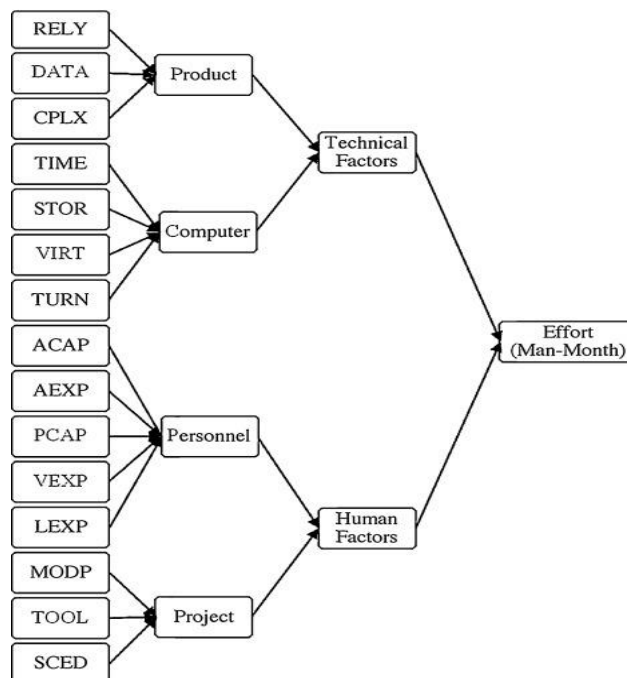 RELY
DATA
CPLX
TIME
STOR
VIRT
TURN
ACAP
AEXP
PCAP
VEXP
LEXP
MODP
TOOL
SCED
Product
Computer
Personnel
Project
Technical
Factors
Human
Factors
Effort
(Man-Month)